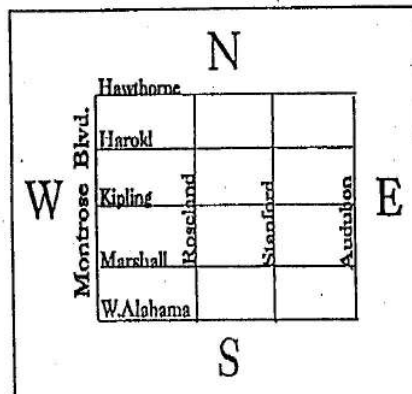 N
Hawthorne
Harold
Montrose Blvd.
W
Kipling
Roseland
Stanford
Audubon
E
Marshall
W.Alabama
S